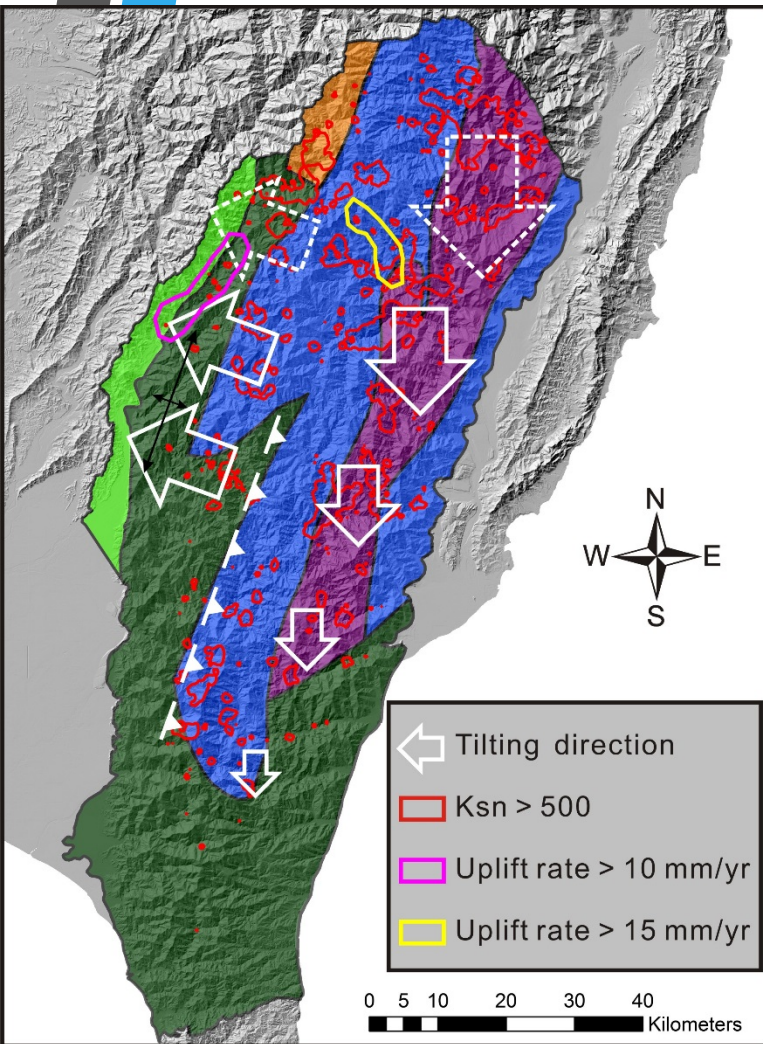 N
W E
S
Tilting direction
Ksn > 500
Uplift rate > 10 mm/yr
Uplift rate > 15 mm/yr
0 5 10 20 30 40
Kilometers